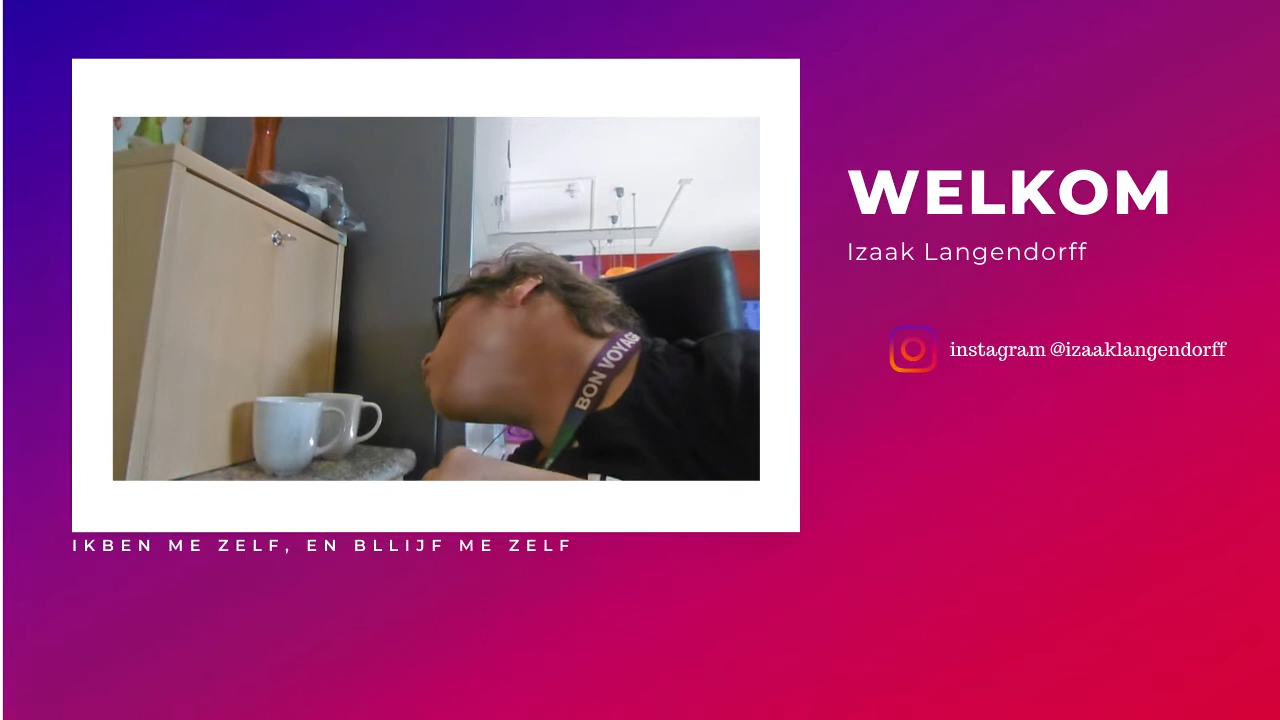 WELKOM
Izaak Langendorff
instagram @izaaklangendorff
BON VOYAGE
IKBEN ME ZELF, EN BLLIJF ME ZELF